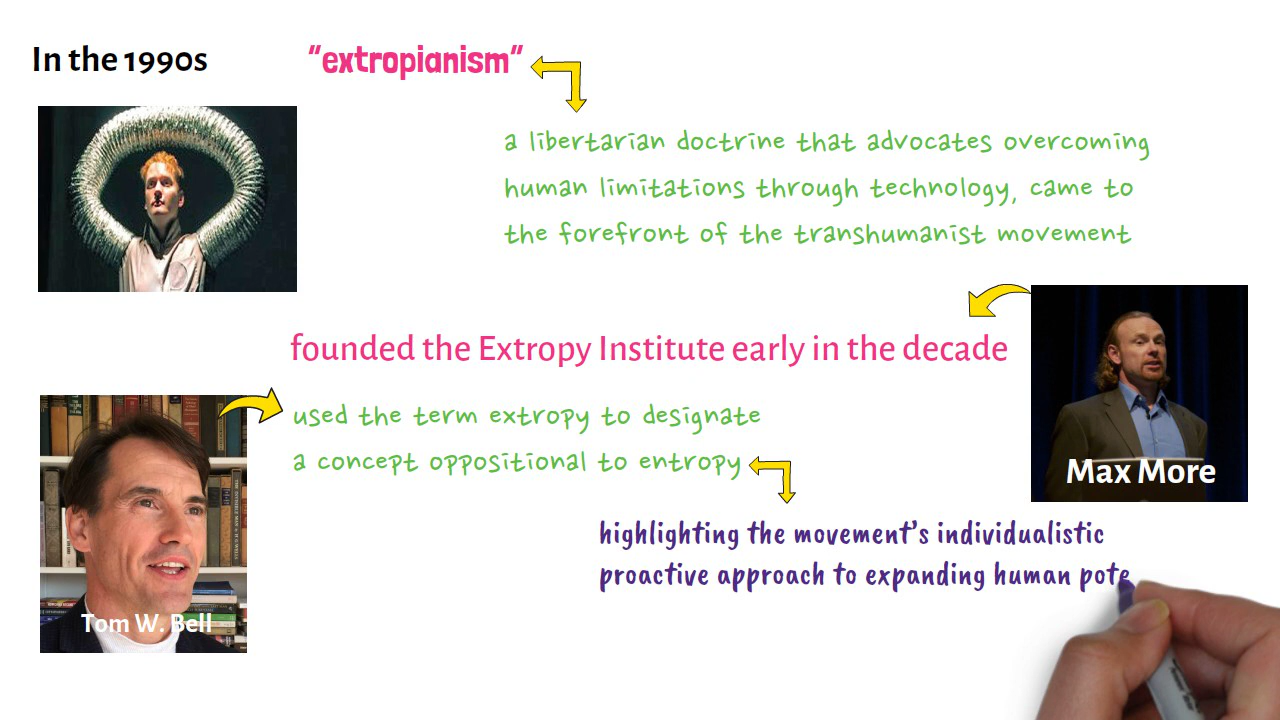 In the 1990s
"extropianism"
a libertarian doctrine that advocates overcoming
human limitations through technology, came to
the forefront of the transhumanist movement
founded the Extropy Institute early in the decade
Max More
used the term extropy to designate
a concept oppositional to entropy
Tom W. Bell
highlighting the movement's individualistic
proactive approach to expanding human pote